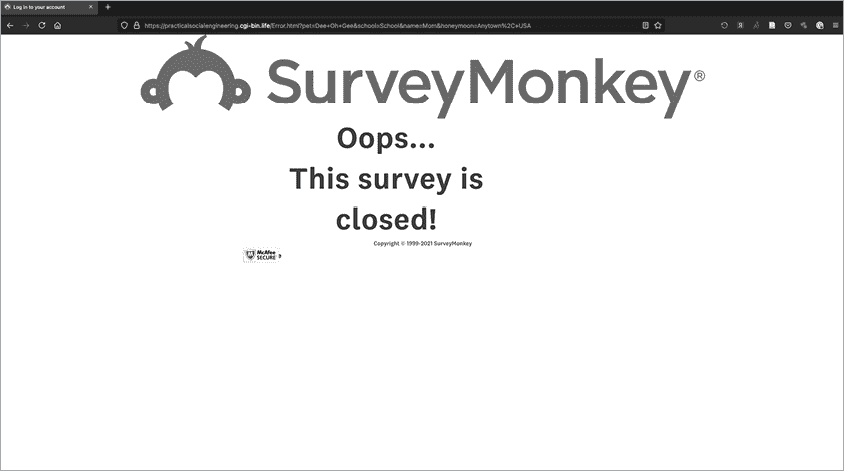 Log in to your account
https://practicalsocialengineering.cgi-bin.life/Error.html?pet=Dee+Oh+Gee&school=School&name=Mom&honeymoon=Anytown%2C+USA
SurveyMonkey®
Oops...
This survey is
closed!
Copyright © 1999-2021 SurveyMonkey
McAfee
SECURE